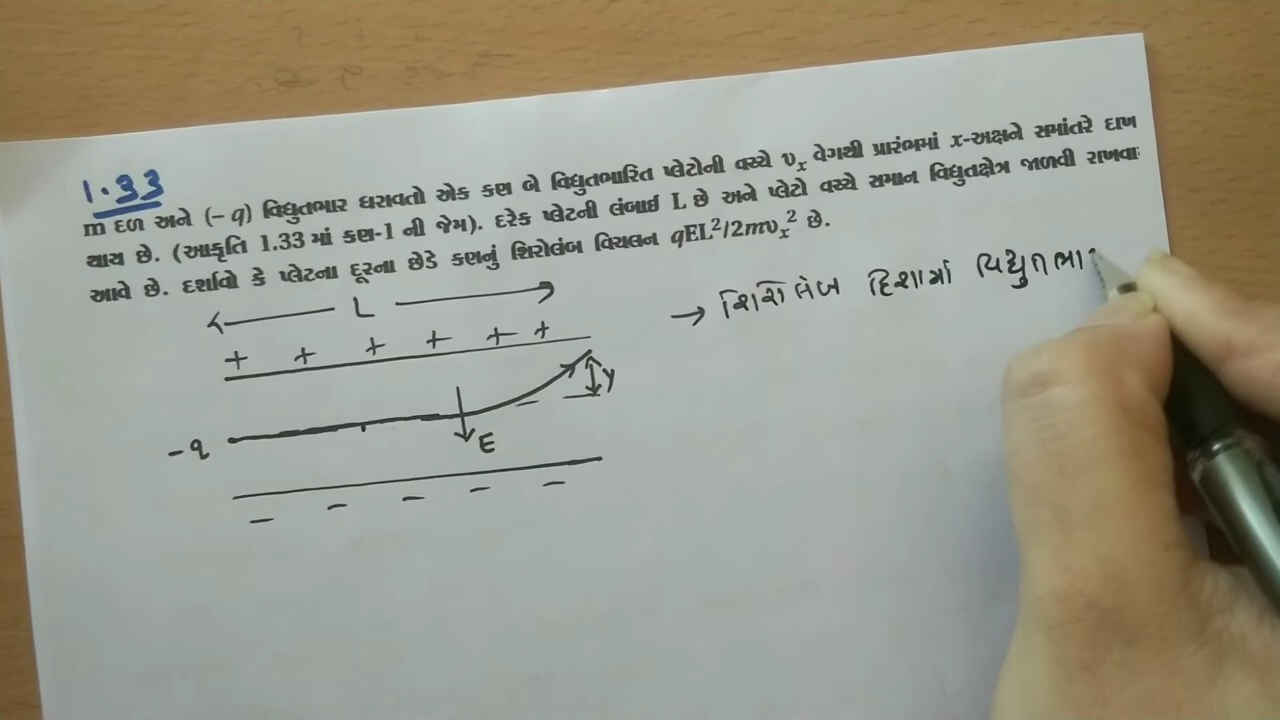 1.33
m દળ અને (– q) વિદ્યુતભાર ધરાવતો એક કણ બે વિદ્યુતભારિત પ્લેટોની વચ્ચે υx વેગથી પ્રારંભમાં x-અક્ષને સમાંતરે દાખ
થાય છે. (આકૃતિ 1.33 માં કણ-1 ની જેમ). દરેક પ્લેટની લંબાઈ L છે અને પ્લેટો વચ્ચે સમાન વિદ્યુતક્ષેત્ર જાળવી રાખવા
આવે છે. દર્શાવો કે પ્લેટના દૂરના છેડે કણનું શિરોલંબ વિચલન qEL²/2mυx² છે.
L
+ + + + + +
y
-q
E
– – – – –
→ શિરોલંબ દિશામાં વિદ્યુતભા